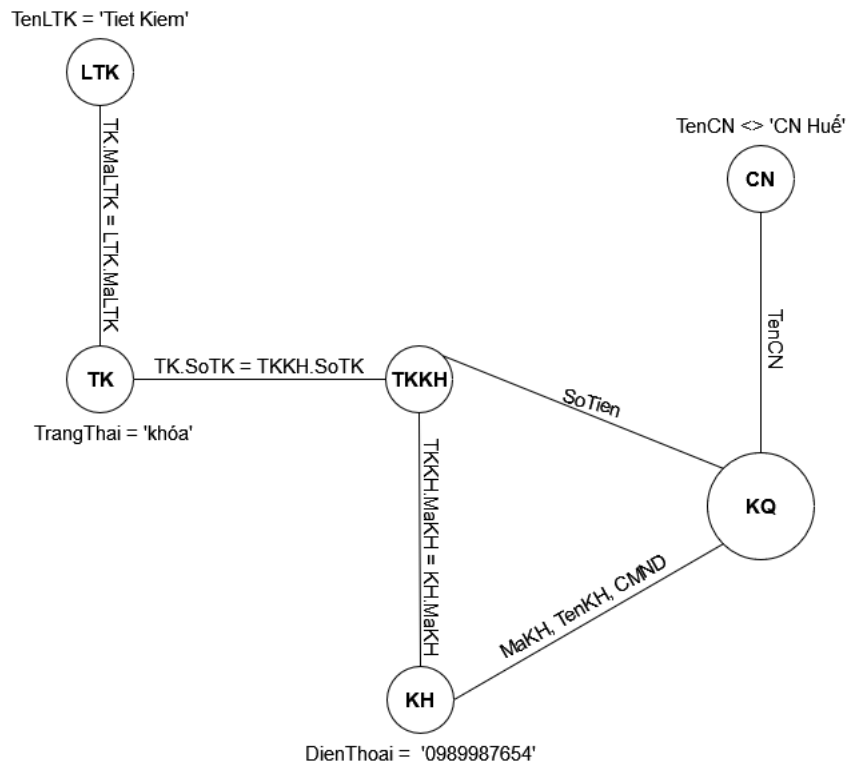 TenLTK = 'Tiet Kiem'
LTK
TK.MaLTK = LTK.MaLTK
TenCN <> 'CN Huế'
CN
TenCN
TK
TK.SoTK = TKKH.SoTK
TKKH
SoTien
TrangThai = 'khóa'
TKKH.MaKH = KH.MaKH
KQ
MaKH, TenKH, CMND
KH
DienThoai = '0989987654'